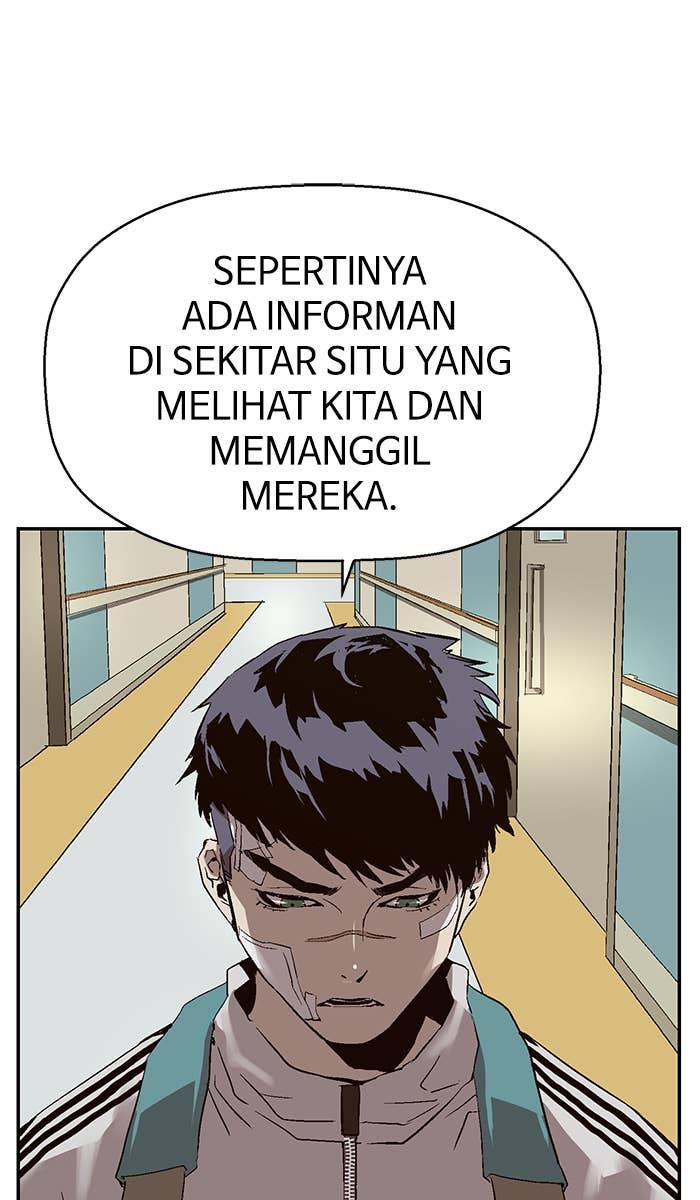 SEPERTINYA
ADA INFORMAN
DI SEKITAR SITU YANG
MELIHAT KITA DAN
MEMANGGIL
MEREKA.